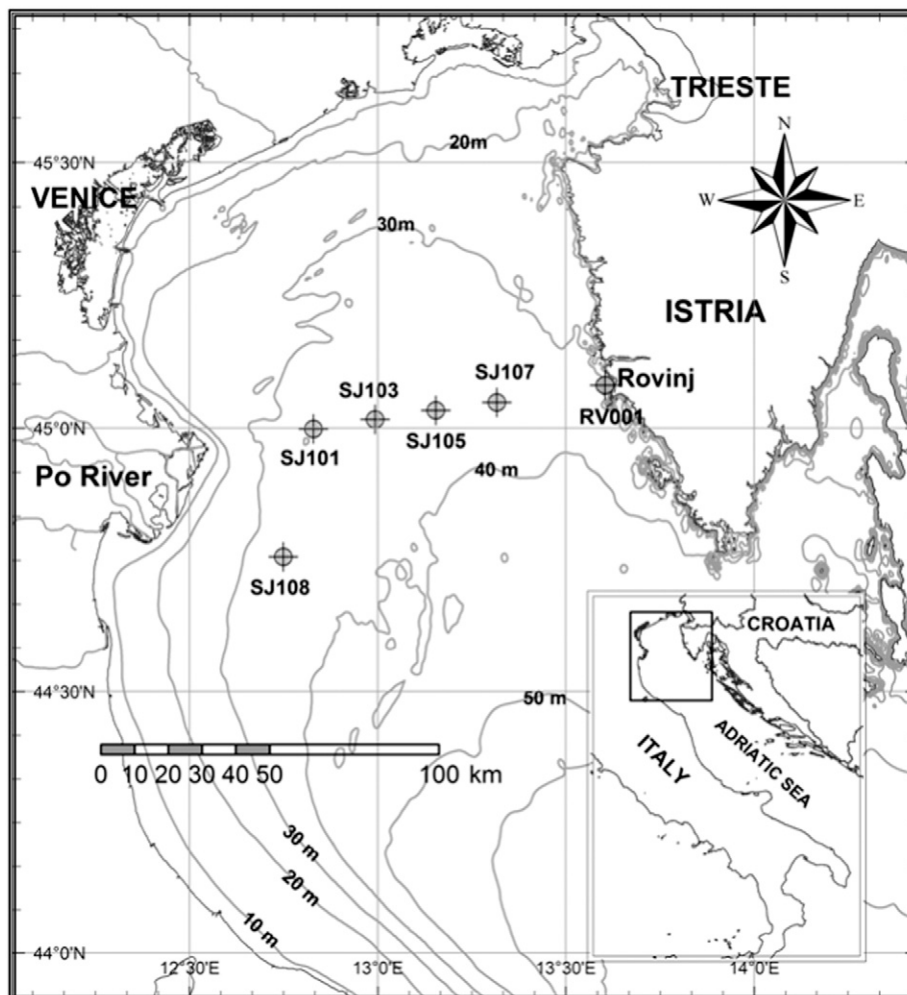 TRIESTE
20m
45°30'N
N
VENICE
W
E
30m
S
ISTRIA
SJ107
SJ103
Rovinj
RV001
45°0'N
SJ101
SJ105
Po River
40 m
SJ108
CROATIA
44°30'N
50 m
ADRIATIC SEA
ITALY
0 10 20 30 40 50 100 km
30 m
20 m
10 m
44°0'N
12°30'E 13°0'E 13°30'E 14°0'E